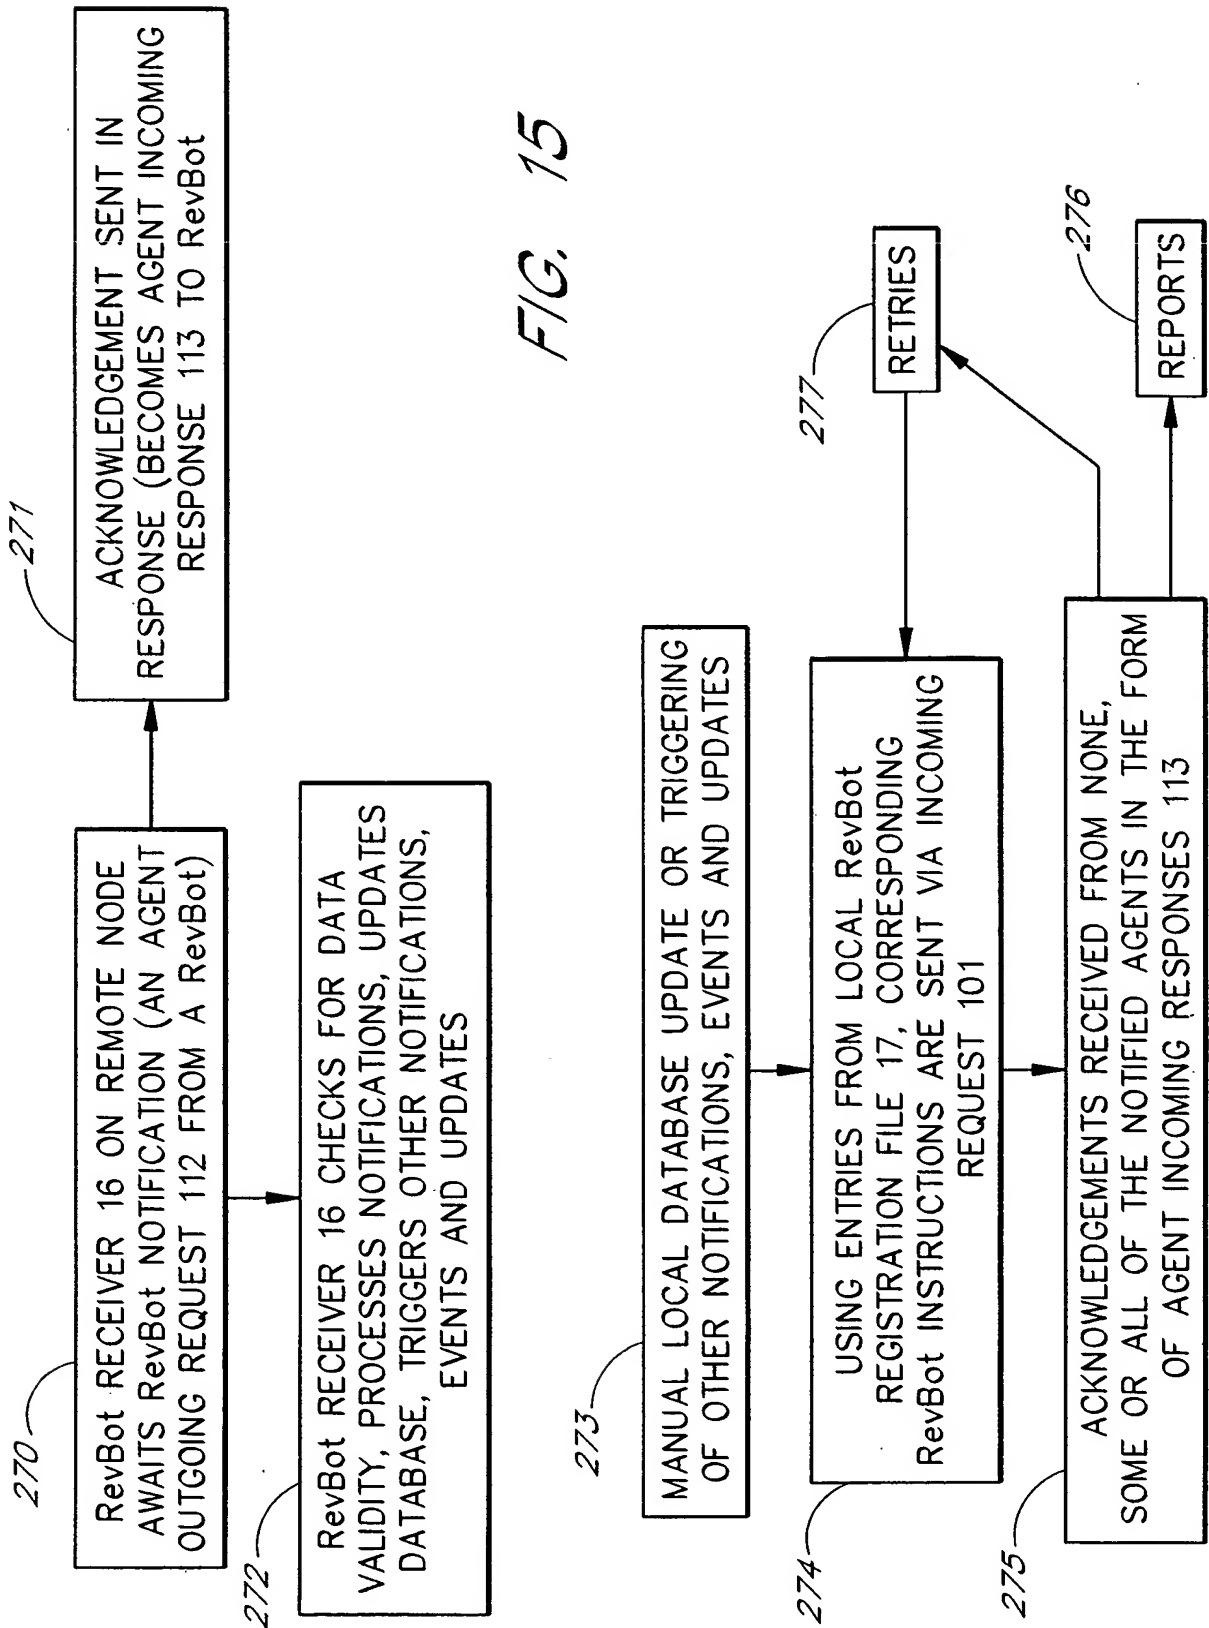 270
RevBot RECEIVER 16 ON REMOTE NODE
AWAITS RevBot NOTIFICATION (AN AGENT
OUTGOING REQUEST 112 FROM A RevBot)
271
ACKNOWLEDGEMENT SENT IN
RESPONSE (BECOMES AGENT INCOMING
RESPONSE 113 TO RevBot
272
RevBot RECEIVER 16 CHECKS FOR DATA
VALIDITY, PROCESSES NOTIFICATIONS, UPDATES
DATABASE, TRIGGERS OTHER NOTIFICATIONS,
EVENTS AND UPDATES
FIG. 15
273
MANUAL LOCAL DATABASE UPDATE OR TRIGGERING
OF OTHER NOTIFICATIONS, EVENTS AND UPDATES
274
USING ENTRIES FROM LOCAL RevBot
REGISTRATION FILE 17, CORRESPONDING
RevBot INSTRUCTIONS ARE SENT VIA INCOMING
REQUEST 101
277
RETRIES
275
ACKNOWLEDGEMENTS RECEIVED FROM NONE,
SOME OR ALL OF THE NOTIFIED AGENTS IN THE FORM
OF AGENT INCOMING RESPONSES 113
276
REPORTS